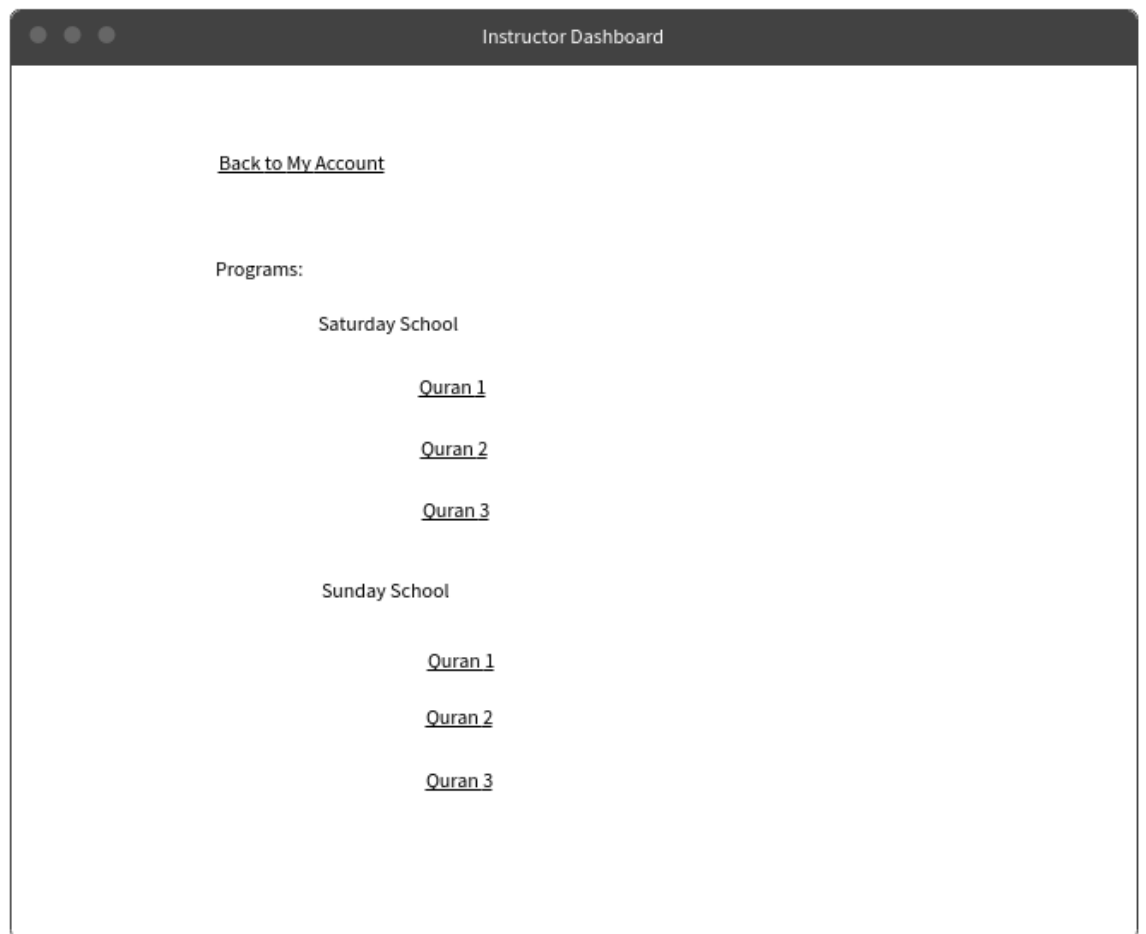 Instructor Dashboard
Back to My Account
Programs:
Saturday School
Quran 1
Quran 2
Quran 3
Sunday School
Quran 1
Quran 2
Quran 3